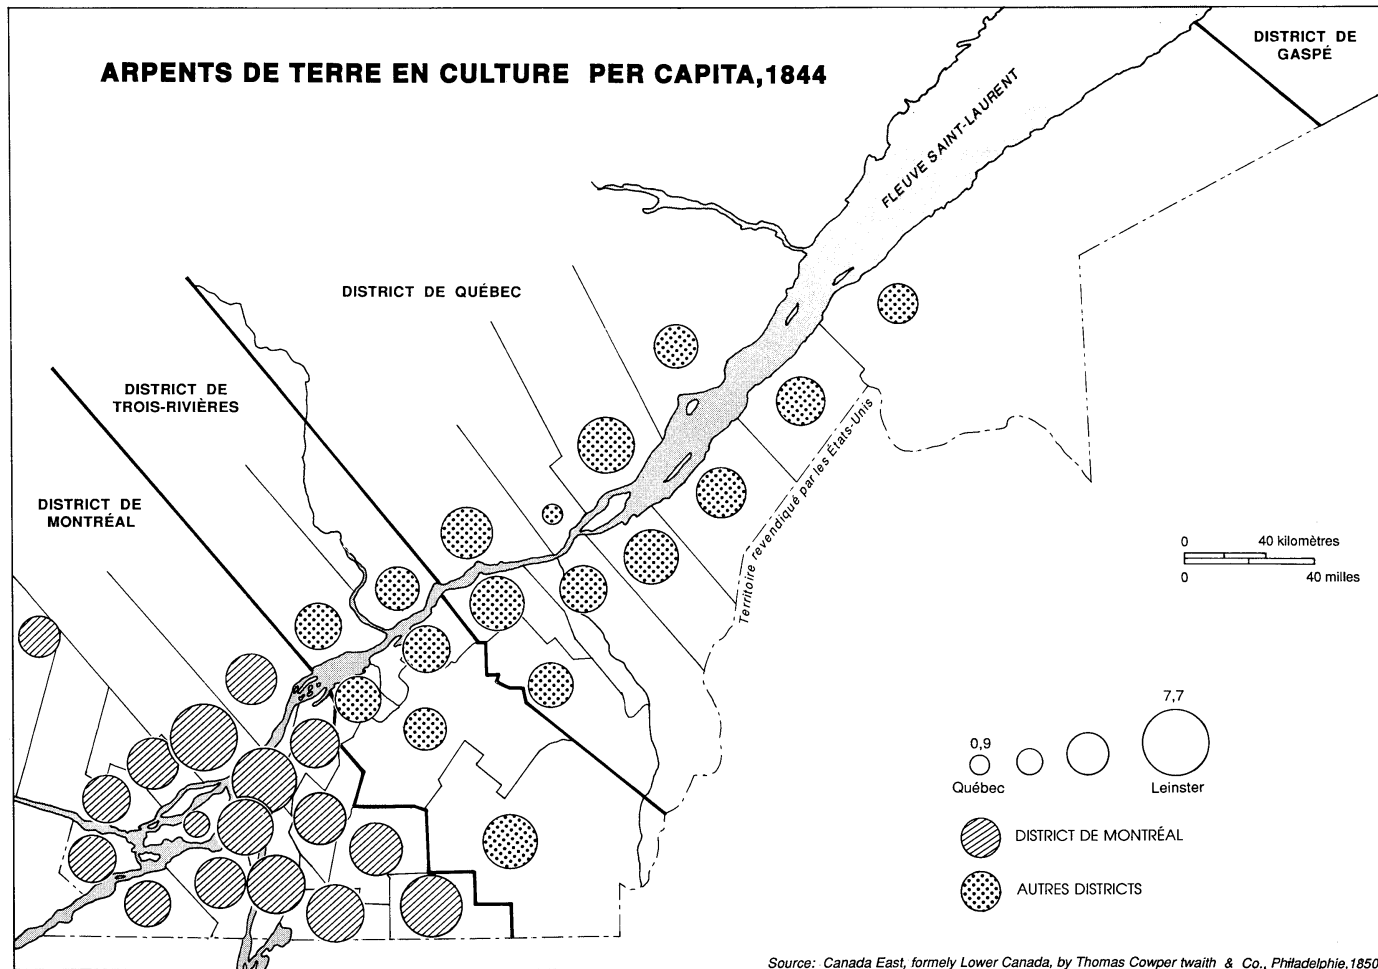 ARPENTS DE TERRE EN CULTURE PER CAPITA,1844
DISTRICT DE
GASPÉ
FLEUVE SAINT-LAURENT
DISTRICT DE QUÉBEC
DISTRICT DE
TROIS-RIVIÈRES
DISTRICT DE
MONTRÉAL
Territoire revendiqué par les États-Unis
0 40 kilomètres
0 40 milles
7,7
0,9
Québec Leinster
DISTRICT DE MONTRÉAL
AUTRES DISTRICTS
Source: Canada East, formely Lower Canada, by Thomas Cowper twaith & Co., Philadelphie,1850